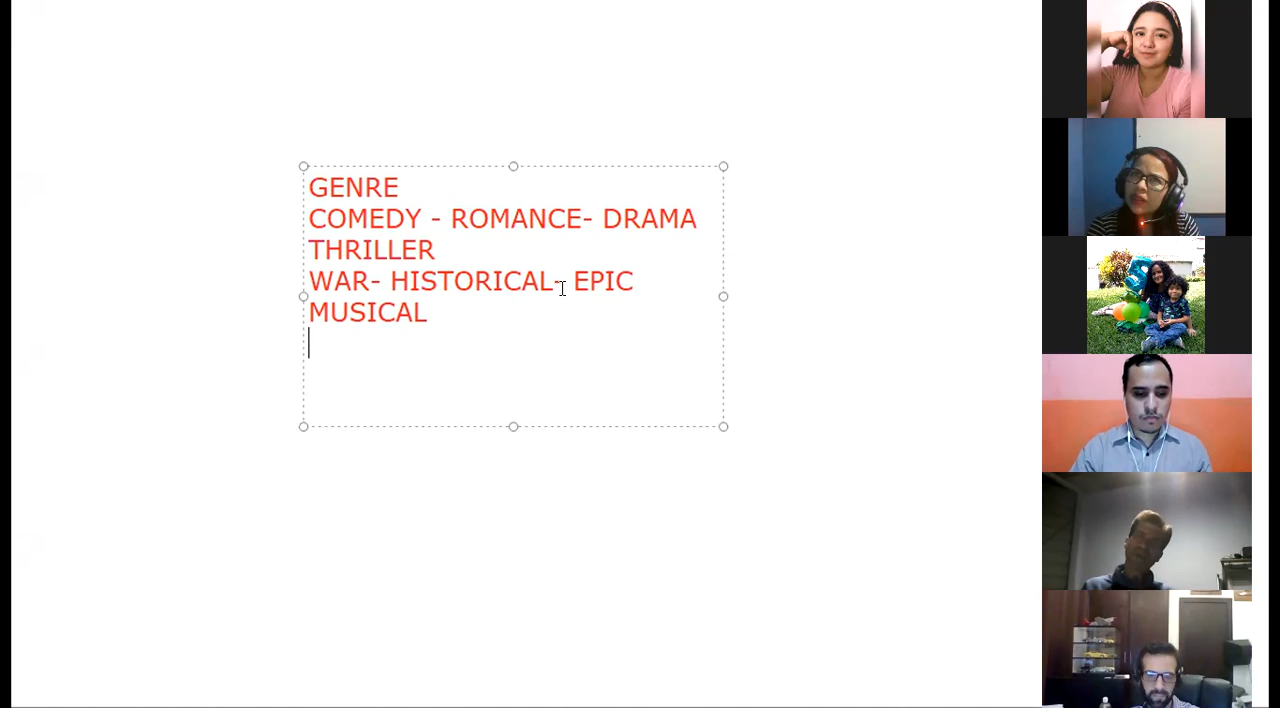 GENRE
COMEDY - ROMANCE- DRAMA
THRILLER
WAR- HISTORICAL- EPIC
MUSICAL